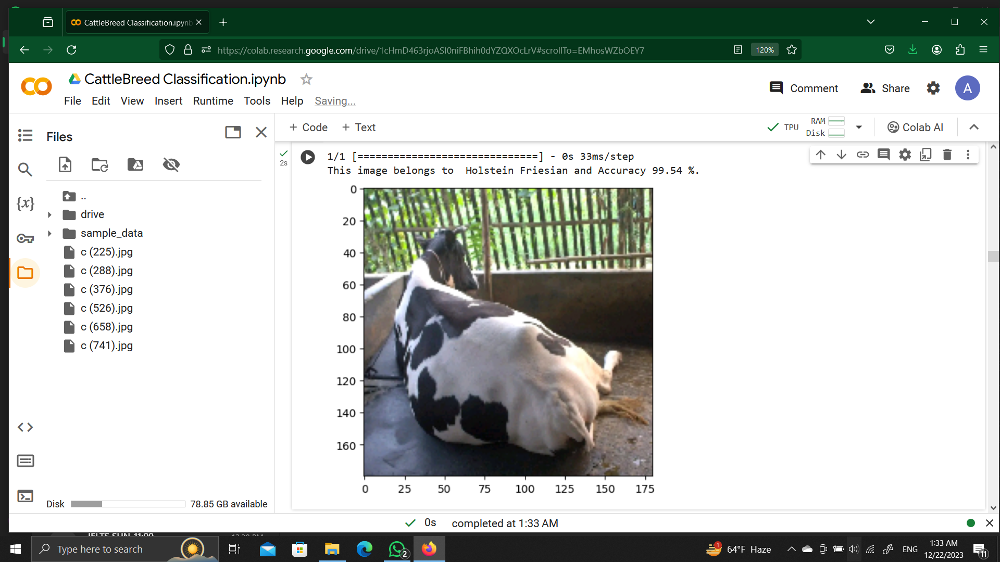 CattleBreed Classification.ipynb
https://colab.research.google.com/drive/1cHmD463rjoASI0niFBhih0dYZQXOcLrV#scrollTo=EMhosWZbOEY7
120%
CattleBreed Classification.ipynb
File Edit View Insert Runtime Tools Help Saving...
Comment
Share
A
Files
+ Code + Text
TPU
RAM
Disk
Colab AI
{x}
..
drive
sample_data
c (225).jpg
c (288).jpg
c (376).jpg
c (526).jpg
c (658).jpg
c (741).jpg
Disk
78.85 GB available
2s
1/1 [==============================] - 0s 33ms/step
This image belongs to  Holstein Friesian and Accuracy 99.54 %.
0
20
40
60
80
100
120
140
160
0 25 50 75 100 125 150 175
0s completed at 1:33 AM
Type here to search
2
1
64°F Haze
ENG
1:33 AM
12/22/2023
11